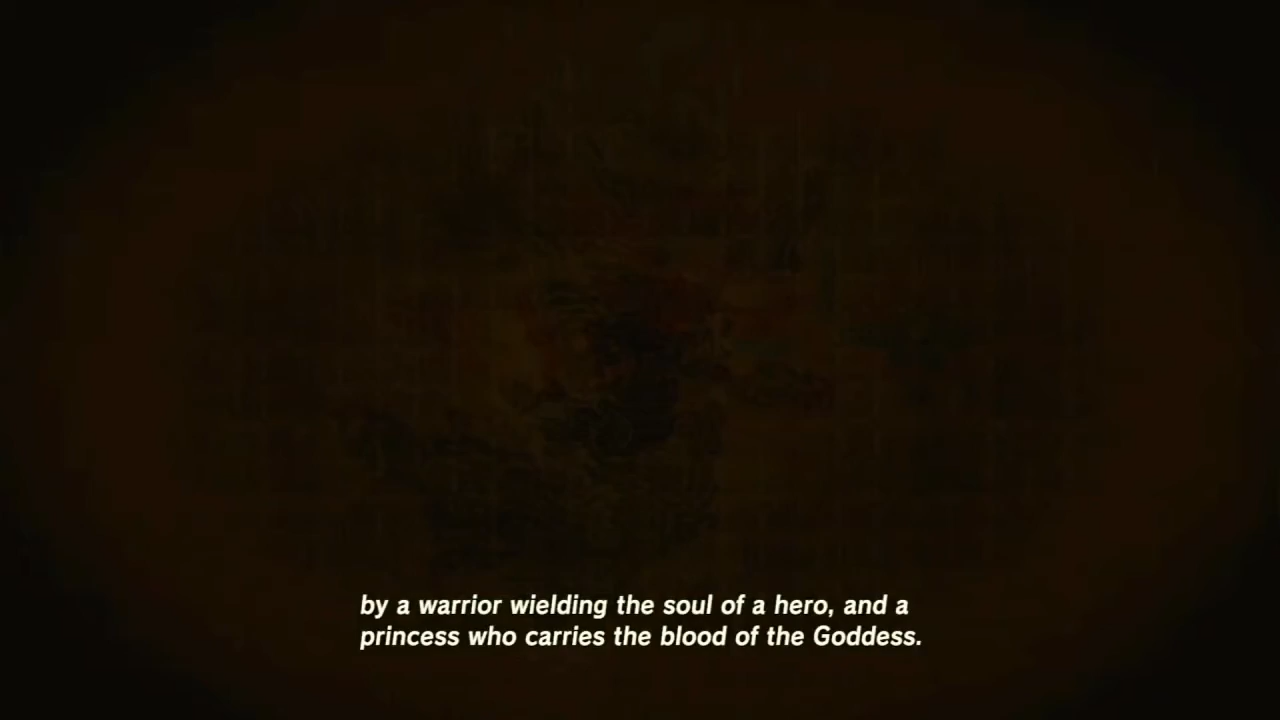 by a warrior wielding the soul of a hero, and a
princess who carries the blood of the Goddess.